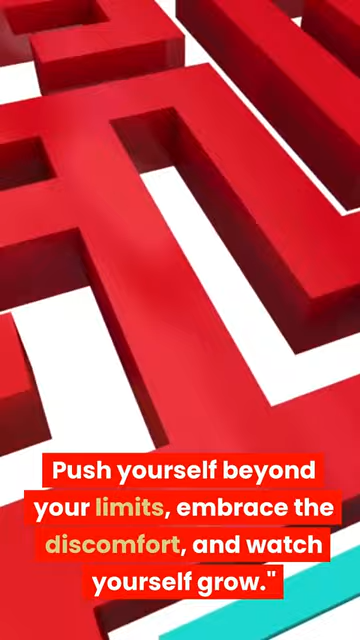 Push yourself beyond
your limits, embrace the
discomfort, and watch
yourself grow."